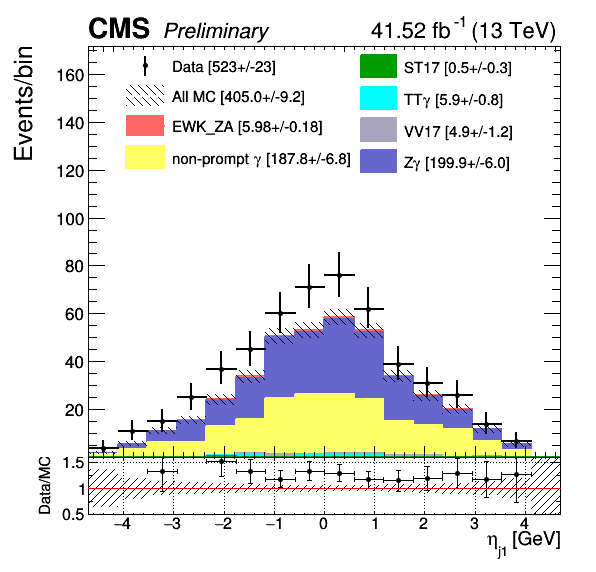 CMS Preliminary 41.52 fb⁻¹ (13 TeV)
Events/bin
160
140
120
100
80
60
40
20
Data [523+/-23]
All MC [405.0+/-9.2]
EWK_ZA [5.98+/-0.18]
non-prompt γ [187.8+/-6.8]
ST17 [0.5+/-0.3]
TTγ [5.9+/-0.8]
VV17 [4.9+/-1.2]
Zγ [199.9+/-6.0]
Data/MC
1.5
1
0.5
−4 −3 −2 −1 0 1 2 3 4
η_j1 [GeV]